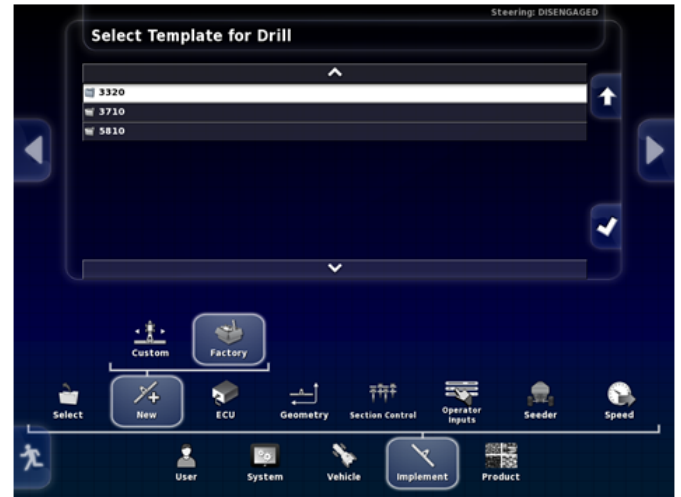 Steering: DISENGAGED
Select Template for Drill
3320
3710
5810
Custom Factory
Select New ECU Geometry Section Control Operator Inputs Seeder Speed
User System Vehicle Implement Product